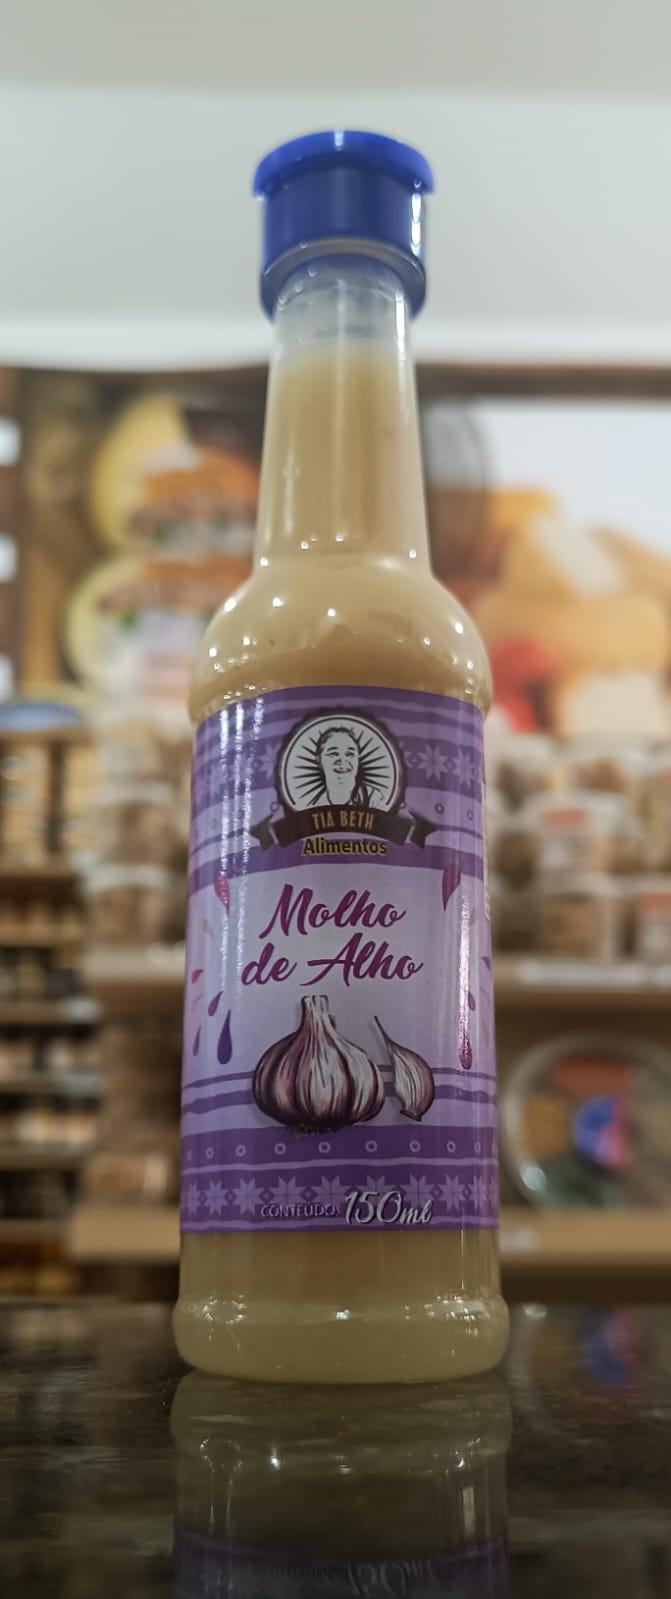 TIA BETH
Alimentos
Molho
de Alho
CONTEÚDO: 150ml